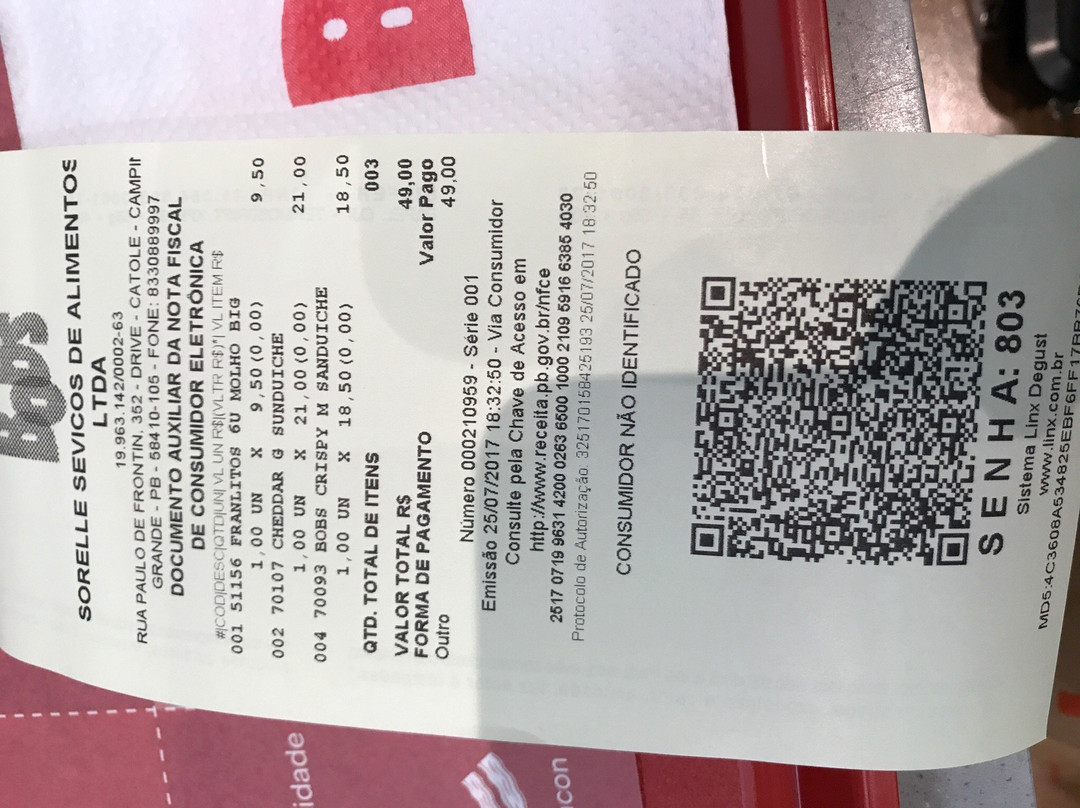 BOBS
SORELLE SEVICOS DE ALIMENTOS
LTDA
19.963.142/0002-63
RUA PAULO DE FRONTIN, 352 - DRIVE - CATOLE - CAMPIN
GRANDE - PB - 58410-105 - FONE: 8330889997
DOCUMENTO AUXILIAR DA NOTA FISCAL
DE CONSUMIDOR ELETRÔNICA
#|COD|DESC|QTD|UN| VL UN R$|(VLTR R$)*| VL ITEM R$
001 51156 FRANLITOS 6U MOLHO BIG
1,00 UN X 9,50(0,00) 9,50
002 70107 CHEDDAR G SUNDUICHE
1,00 UN X 21,00(0,00) 21,00
004 70093 BOBS CRISPY M SANDUICHE
1,00 UN X 18,50(0,00) 18,50
QTD. TOTAL DE ITENS 003
VALOR TOTAL R$ 49,00
FORMA DE PAGAMENTO Valor Pago
Outro 49,00
Número 000210959 - Série 001
Emissão 25/07/2017 18:32:50 - Via Consumidor
Consulte pela Chave de Acesso em
http://www.receita.pb.gov.br/nfce
2517 0719 9631 4200 0263 6500 1000 2109 5916 6385 4030
Protocolo de Autorização: 325170158425193 25/07/2017 18:32:50
CONSUMIDOR NÃO IDENTIFICADO
S E N H A: 803
Sistema Linx Degust
www.linx.com.br
idade
con